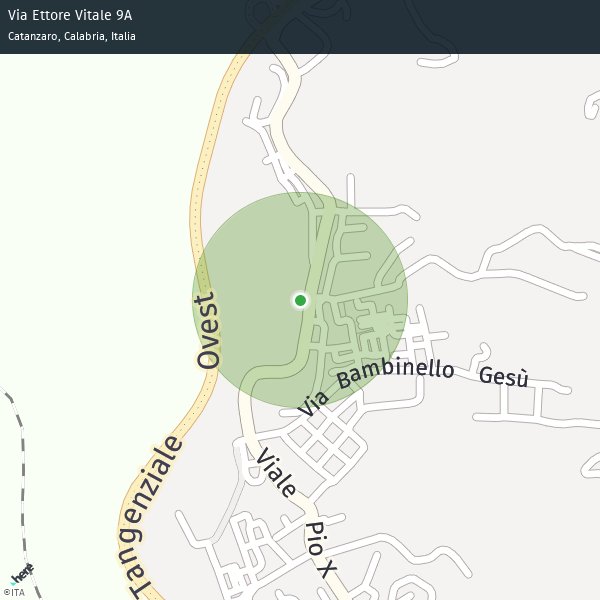 Via Ettore Vitale 9A
Catanzaro, Calabria, Italia
Ovest
Via Bambinello Gesù
Tangenziale
Viale
Pio X
here
©ITA